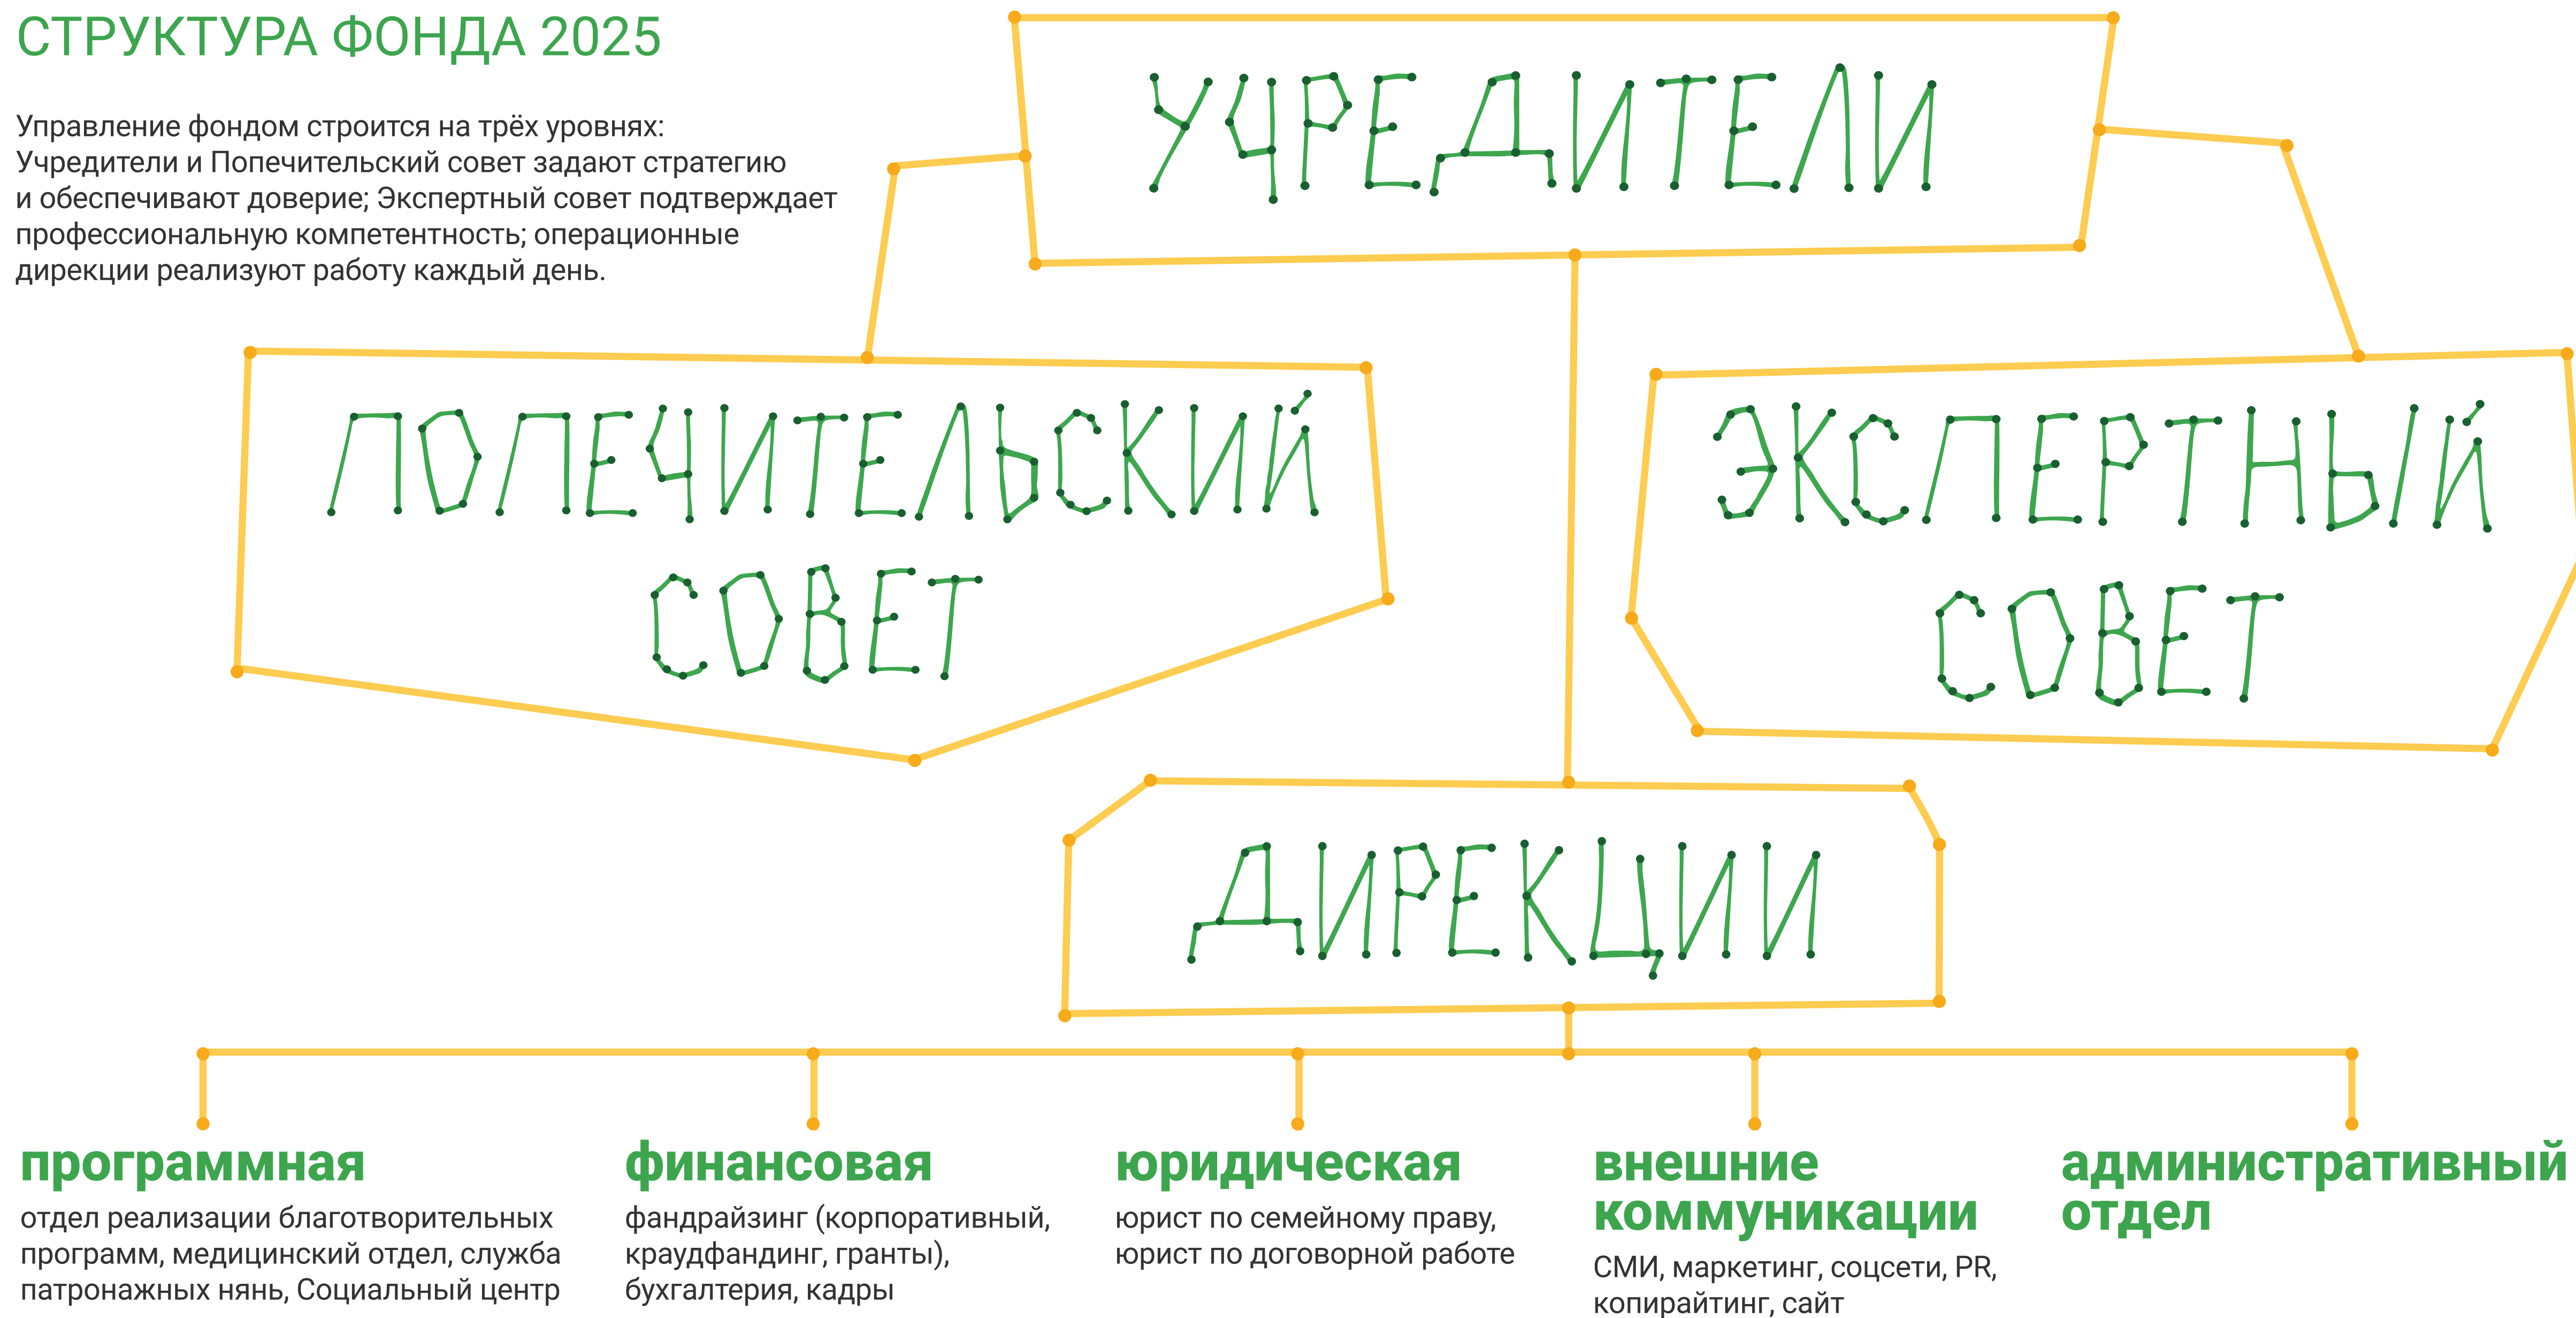 СТРУКТУРА ФОНДА 2025
Управление фондом строится на трёх уровнях:
Учредители и Попечительский совет задают стратегию
и обеспечивают доверие; Экспертный совет подтверждает
профессиональную компетентность; операционные
дирекции реализуют работу каждый день.
УЧРЕДИТЕЛИ
ПОПЕЧИТЕЛЬСКИЙ
СОВЕТ
ЭКСПЕРТНЫЙ
СОВЕТ
ДИРЕКЦИИ
программная
отдел реализации благотворительных
программ, медицинский отдел, служба
патронажных нянь, Социальный центр
финансовая
фандрайзинг (корпоративный,
краудфандинг, гранты),
бухгалтерия, кадры
юридическая
юрист по семейному праву,
юрист по договорной работе
внешние
коммуникации
СМИ, маркетинг, соцсети, PR,
копирайтинг, сайт
административный
отдел